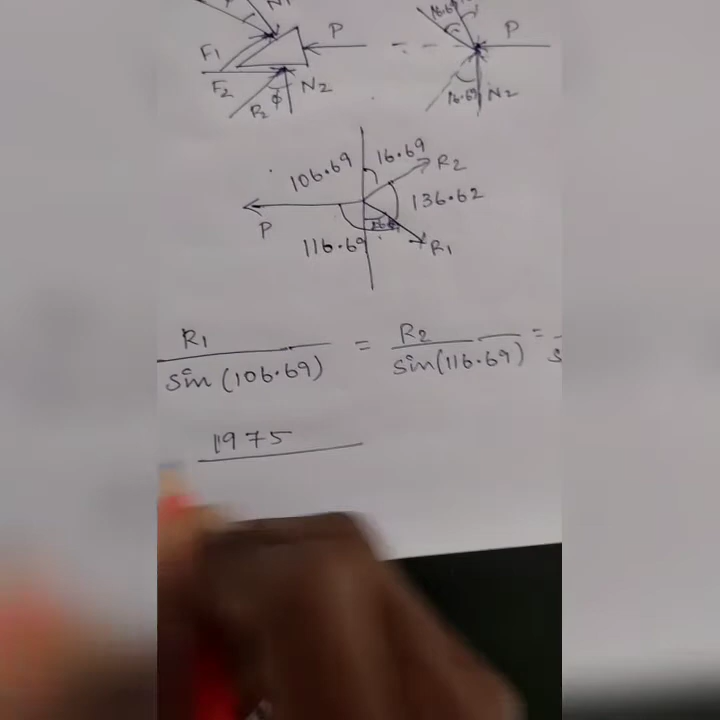 N1
F1
P
F2
R2 φ N2
16.69
P
16.69 N2
106.69 16.69
R2
136.62
P
116.69
R1
R1 / sin(106.69) = R2 / sin(116.69) =
1975